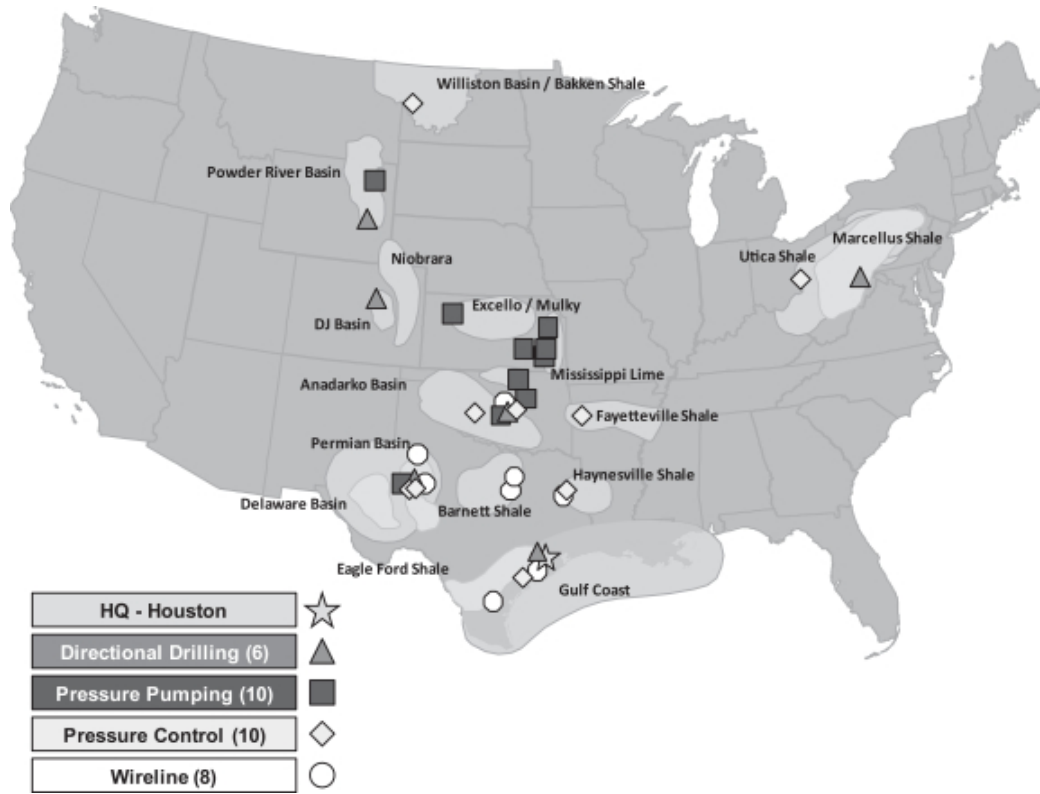 Williston Basin / Bakken Shale
Powder River Basin
Marcellus Shale
Utica Shale
Niobrara
Excello / Mulky
DJ Basin
Mississippi Lime
Anadarko Basin
Fayetteville Shale
Permian Basin
Haynesville Shale
Delaware Basin
Barnett Shale
Eagle Ford Shale
Gulf Coast
HQ - Houston
Directional Drilling (6)
Pressure Pumping (10)
Pressure Control (10)
Wireline (8)